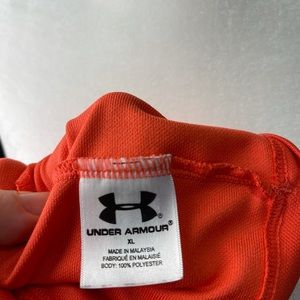 UNDER ARMOUR®
XL
MADE IN MALAYSIA
FABRIQUÉ EN MALAISIE
BODY: 100% POLYESTER